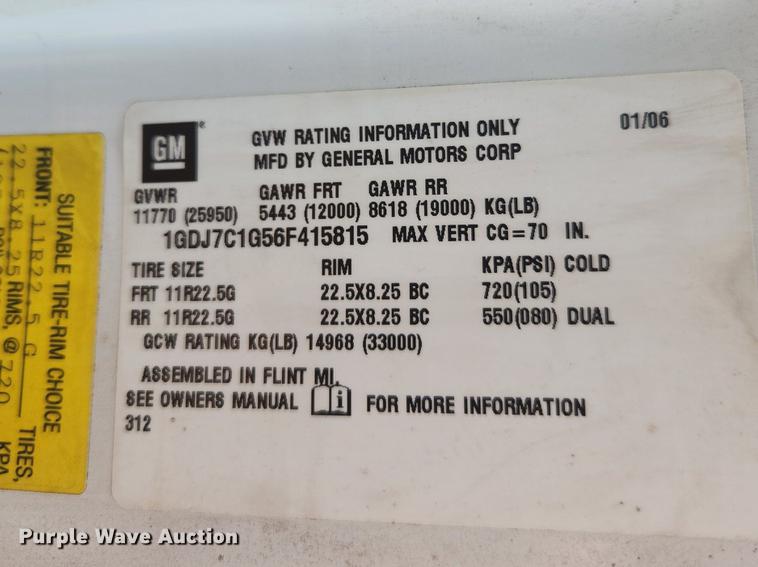 GM
GVW RATING INFORMATION ONLY
01/06
MFD BY GENERAL MOTORS CORP
GVWR GAWR FRT GAWR RR
11770 (25950) 5443 (12000) 8618 (19000) KG(LB)
1GDJ7C1G56F415815 MAX VERT CG=70 IN.
TIRE SIZE RIM KPA(PSI) COLD
FRT 11R22.5G 22.5X8.25 BC 720(105)
RR 11R22.5G 22.5X8.25 BC 550(080) DUAL
GCW RATING KG(LB) 14968 (33000)
ASSEMBLED IN FLINT MI.
SEE OWNERS MANUAL i FOR MORE INFORMATION
312
SUITABLE TIRE-RIM CHOICE
FRONT: 11R22.5 G TIRES,
22.5X8.25 RIMS, @ 720 KPA
Purple Wave Auction